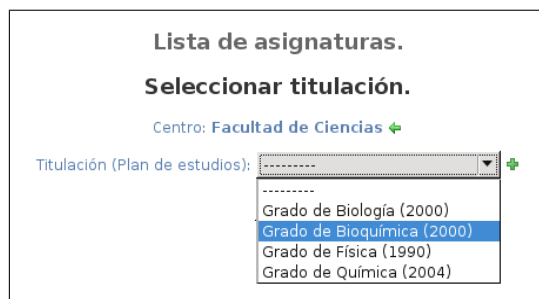 Lista de asignaturas.
Seleccionar titulación.
Centro: Facultad de Ciencias
Titulación (Plan de estudios): ---------
---------
Grado de Biología (2000)
Grado de Bioquímica (2000)
Grado de Física (1990)
Grado de Química (2004)